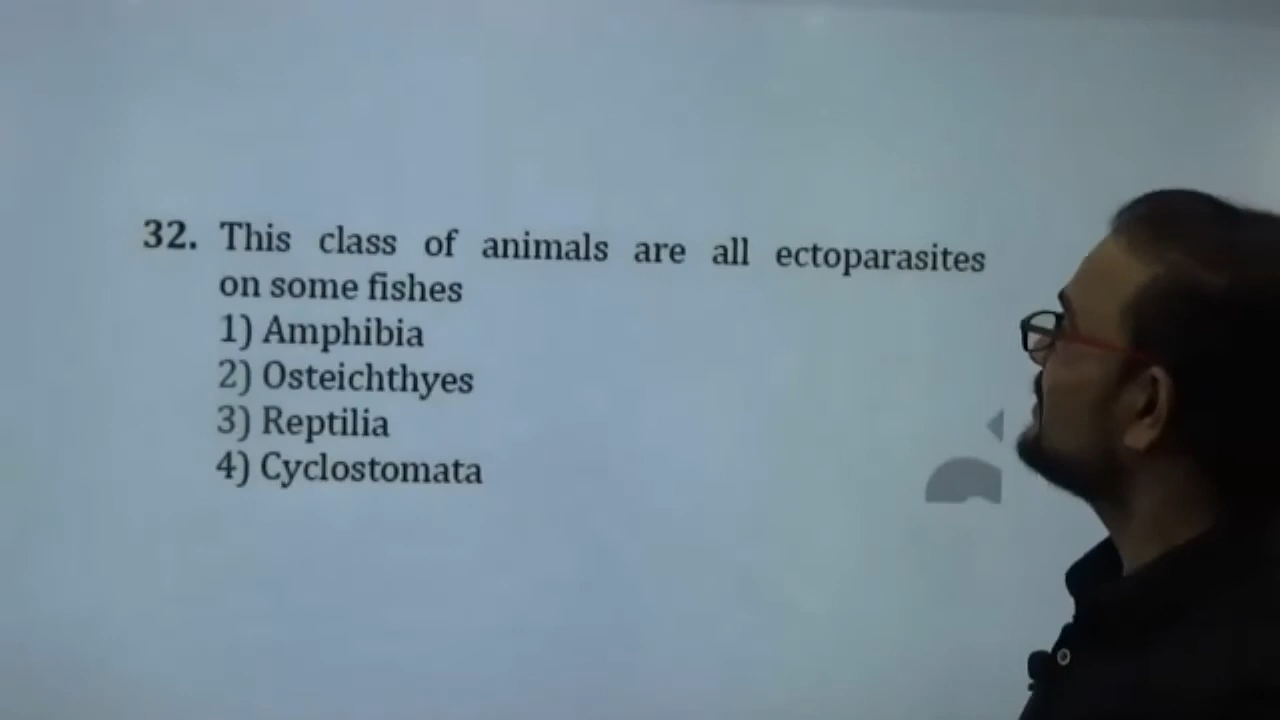 32. This class of animals are all ectoparasites
on some fishes
1) Amphibia
2) Osteichthyes
3) Reptilia
4) Cyclostomata